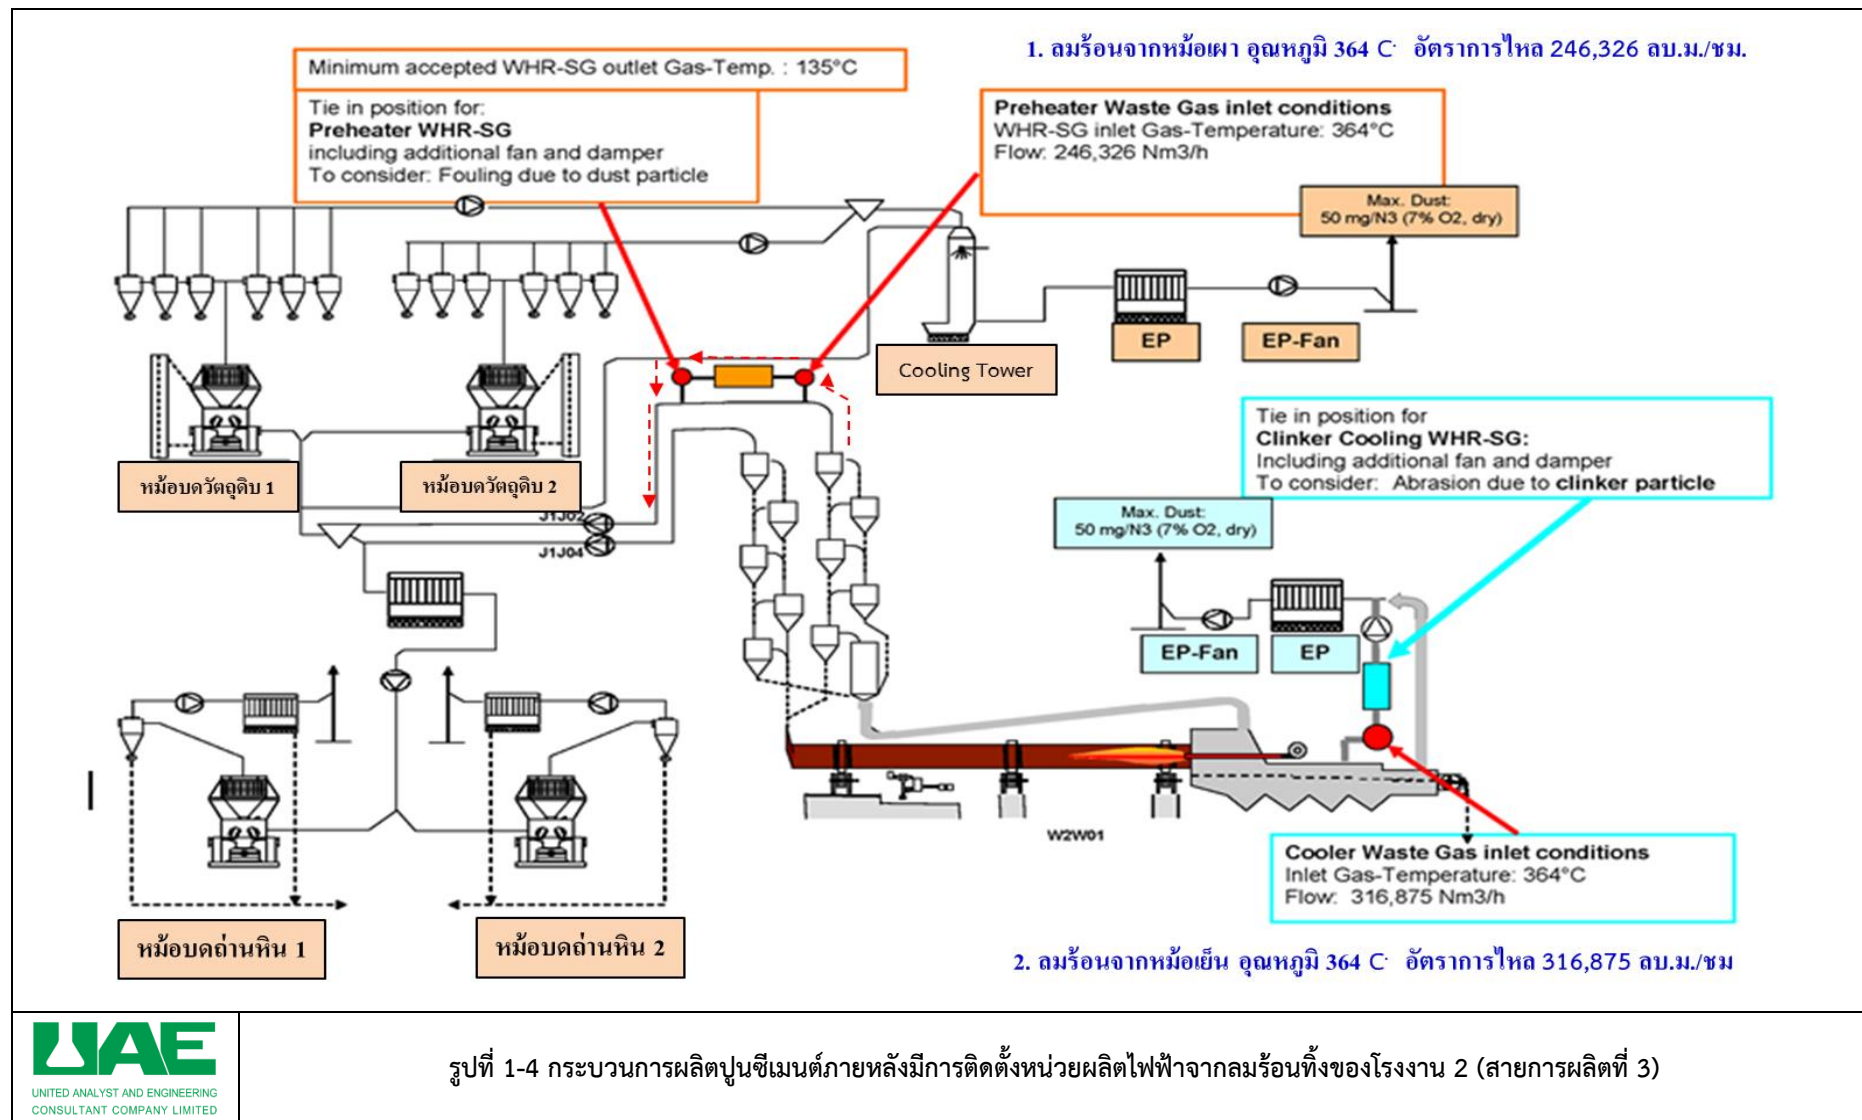 1. ลมร้อนจากหม้อเผา อุณหภูมิ 364 C อัตราการไหล 246,326 ลบ.ม./ชม.
Minimum accepted WHR-SG outlet Gas-Temp. : 135°C
Tie in position for:
Preheater WHR-SG
including additional fan and damper
To consider: Fouling due to dust particle
Preheater Waste Gas inlet conditions
WHR-SG inlet Gas-Temperature: 364°C
Flow: 246,326 Nm3/h
Max. Dust:
50 mg/N3 (7% O2, dry)
EP
EP-Fan
Cooling Tower
Tie in position for
Clinker Cooling WHR-SG:
Including additional fan and damper
To consider: Abrasion due to clinker particle
หม้อบดวัตถุดิบ 1
หม้อบดวัตถุดิบ 2
J1J02
J1J04
Max. Dust:
50 mg/N3 (7% O2, dry)
EP-Fan
EP
W2W01
Cooler Waste Gas inlet conditions
Inlet Gas-Temperature: 364°C
Flow: 316,875 Nm3/h
หม้อบดถ่านหิน 1
หม้อบดถ่านหิน 2
2. ลมร้อนจากหม้อเย็น อุณหภูมิ 364 C อัตราการไหล 316,875 ลบ.ม./ชม
UAE
UNITED ANALYST AND ENGINEERING
CONSULTANT COMPANY LIMITED
รูปที่ 1-4 กระบวนการผลิตปูนซีเมนต์ภายหลังมีการติดตั้งหน่วยผลิตไฟฟ้าจากลมร้อนทิ้งของโรงงาน 2 (สายการผลิตที่ 3)